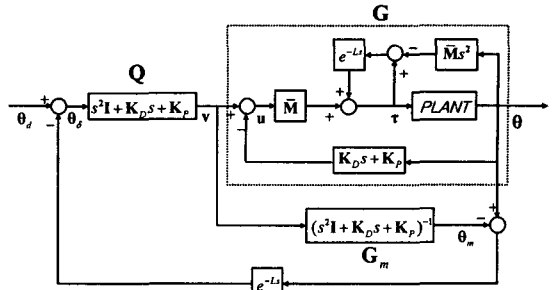 G
e^{-Ls}
M̄s²
Q
θ_d
+
−
θ_δ
s²I + K_D s + K_P
v
+
−
u
M̄
+
+
+
−
τ
PLANT
θ
K_D s + K_P
(s²I + K_D s + K_P)^{-1}
G_m
θ_m
−
+
e^{-Ls}